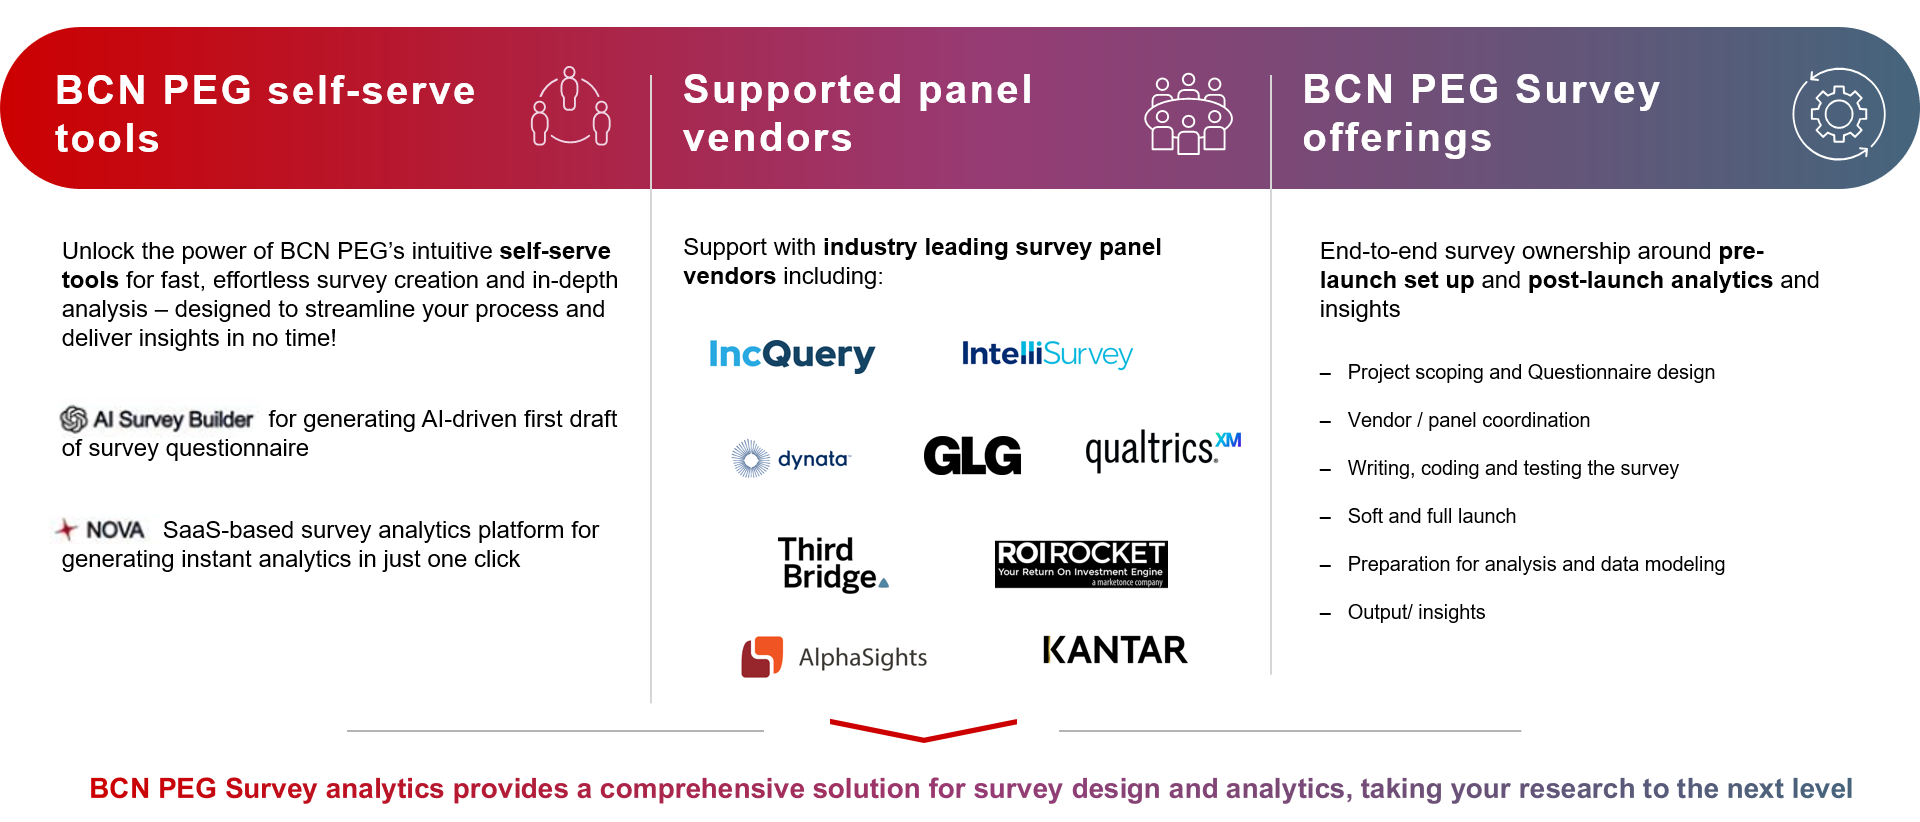 BCN PEG self-serve
tools
Supported panel
vendors
BCN PEG Survey
offerings
Unlock the power of BCN PEG’s intuitive self-serve
tools for fast, effortless survey creation and in-depth
analysis – designed to streamline your process and
deliver insights in no time!
AI Survey Builder for generating AI-driven first draft
of survey questionnaire
NOVA SaaS-based survey analytics platform for
generating instant analytics in just one click
Support with industry leading survey panel
vendors including:
IncQuery
IntelliSurvey
dynata
GLG
qualtrics.XM
Third
Bridge
ROIROCKET
Your Return On Investment Engine
a marketonce company
AlphaSights
KANTAR
End-to-end survey ownership around pre-
launch set up and post-launch analytics and
insights
– Project scoping and Questionnaire design
– Vendor / panel coordination
– Writing, coding and testing the survey
– Soft and full launch
– Preparation for analysis and data modeling
– Output/ insights
BCN PEG Survey analytics provides a comprehensive solution for survey design and analytics, taking your research to the next level